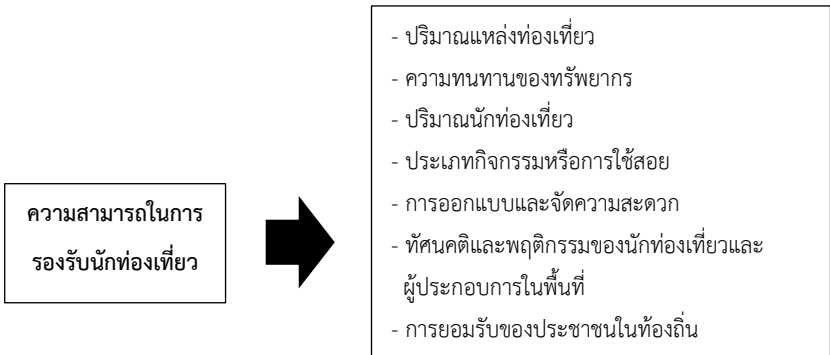 ความสามารถในการ
รองรับนักท่องเที่ยว
- ปริมาณแหล่งท่องเที่ยว
- ความทนทานของทรัพยากร
- ปริมาณนักท่องเที่ยว
- ประเภทกิจกรรมหรือการใช้สอย
- การออกแบบและจัดความสะดวก
- ทัศนคติและพฤติกรรมของนักท่องเที่ยวและ
ผู้ประกอบการในพื้นที่
- การยอมรับของประชาชนในท้องถิ่น